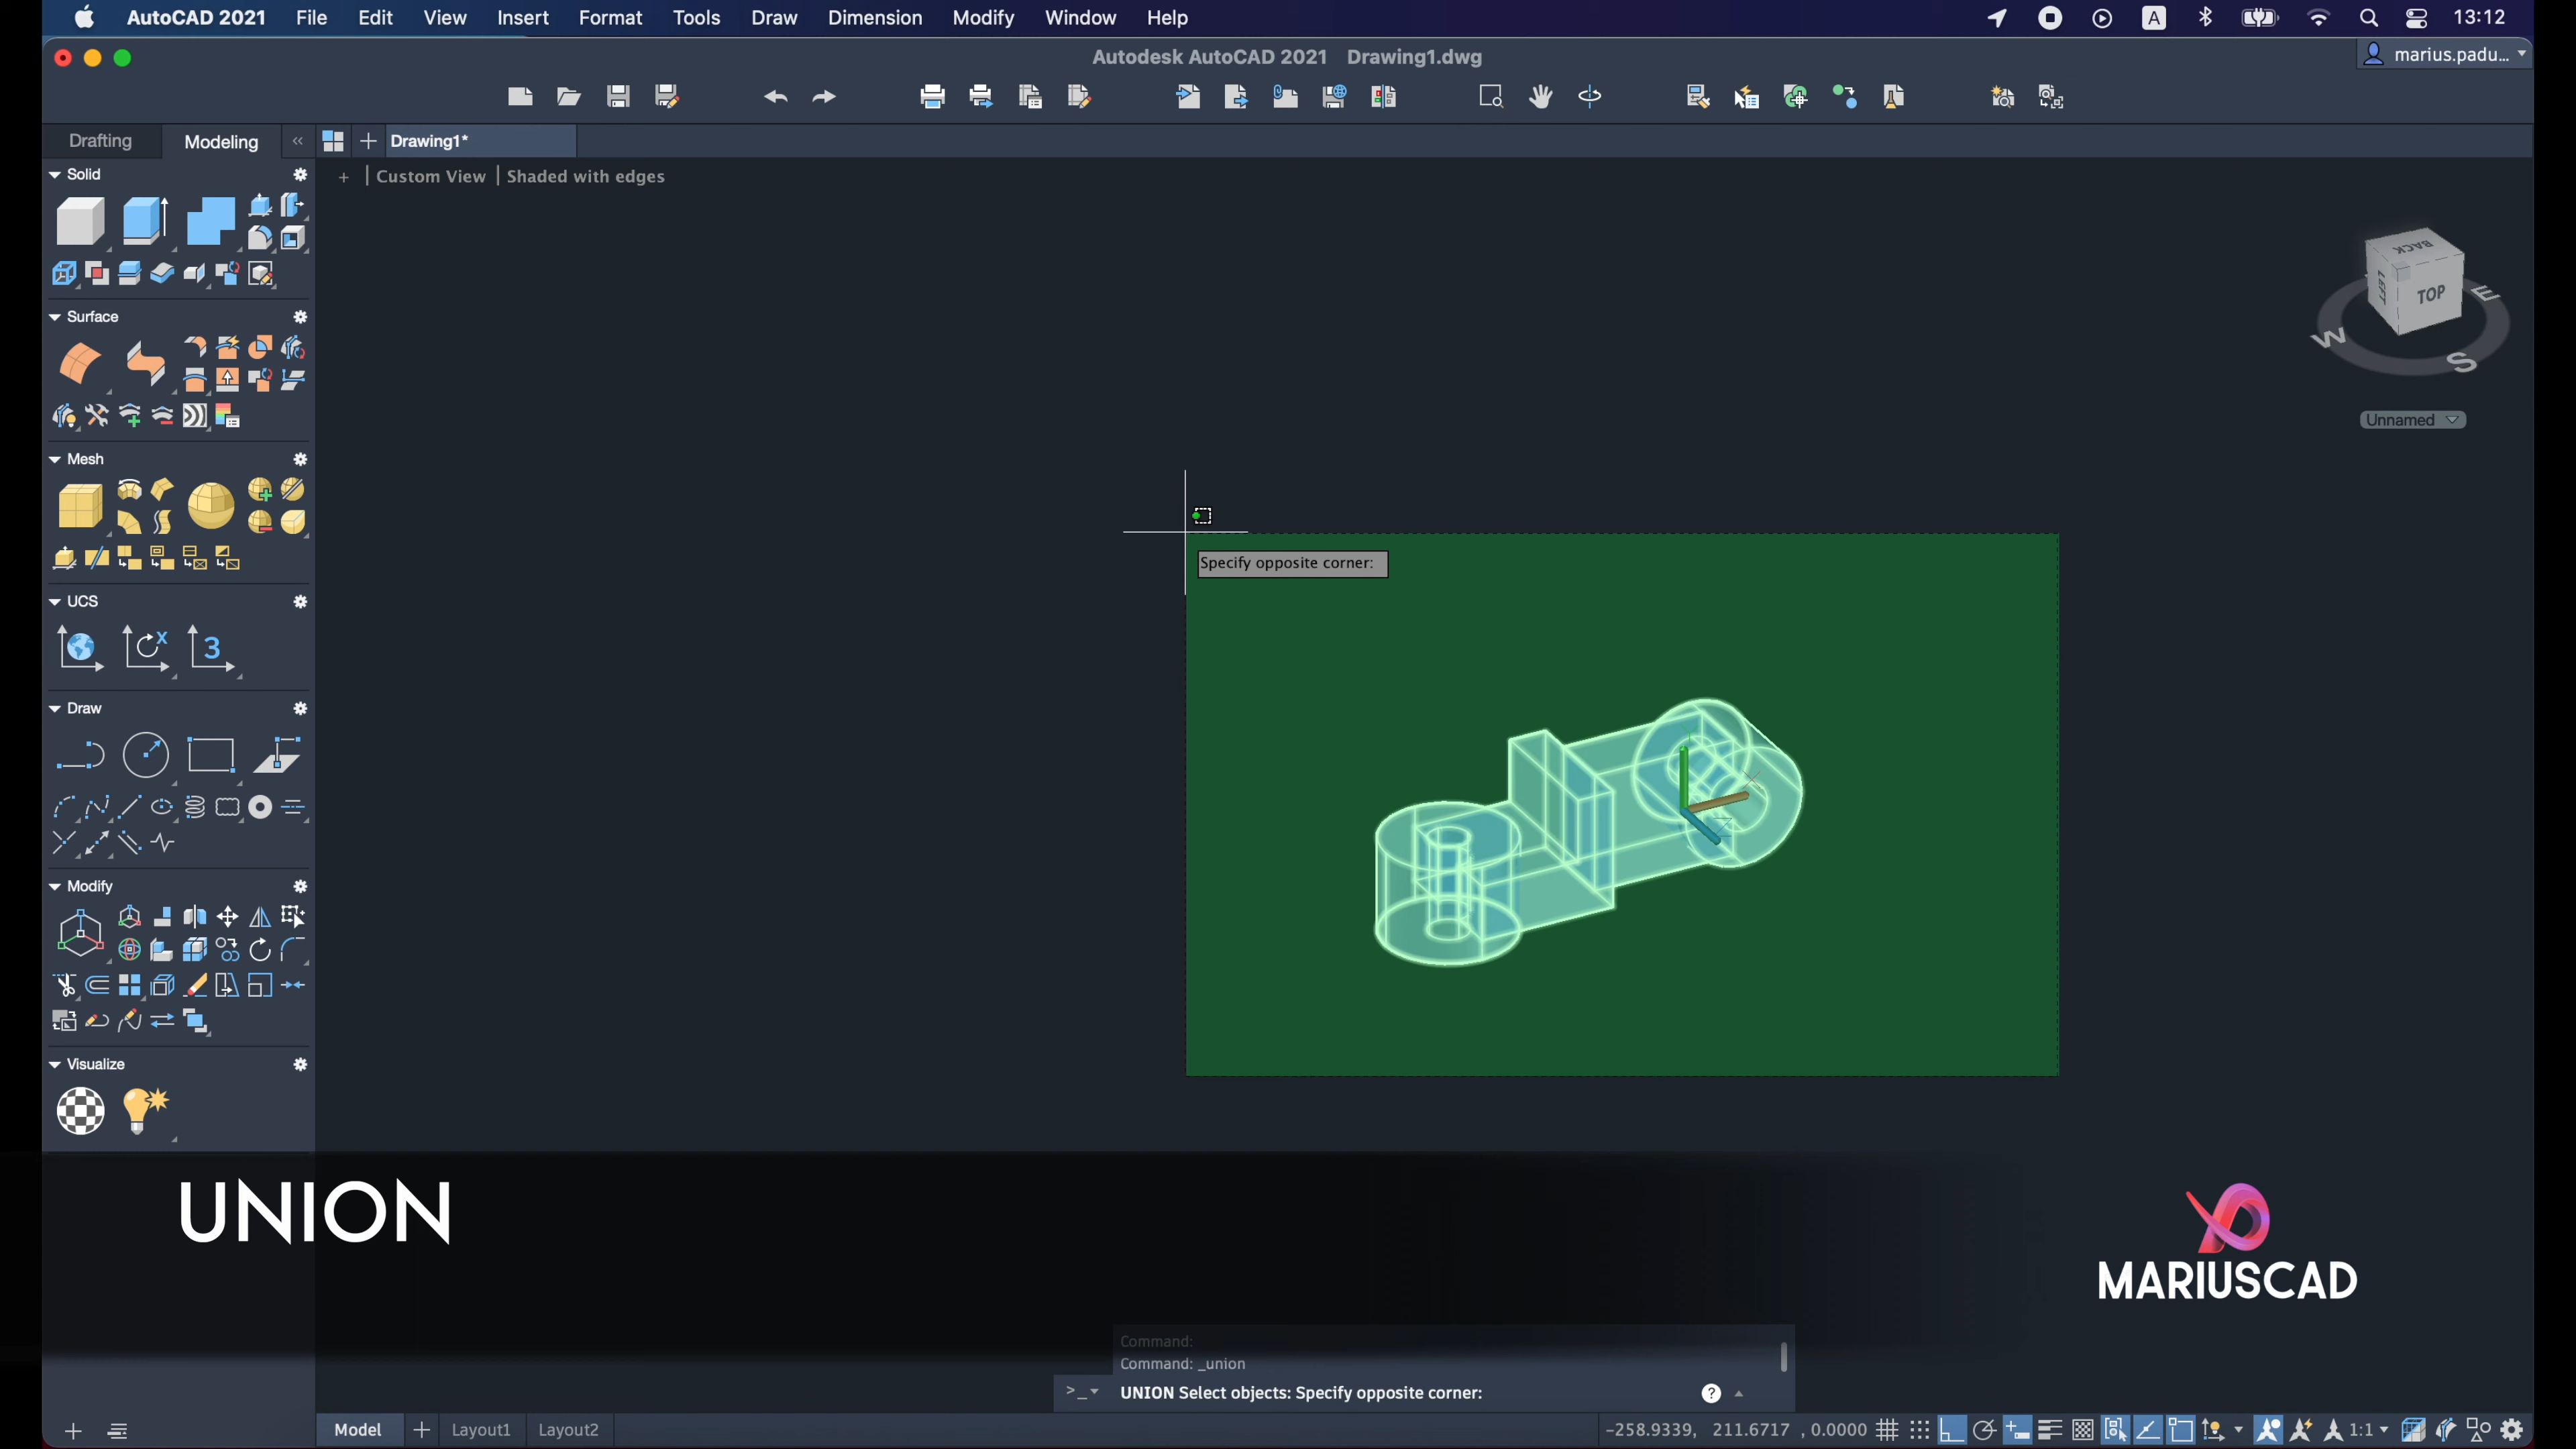 AutoCAD 2021 File Edit View Insert Format Tools Draw Dimension Modify Window Help A 13:12
Autodesk AutoCAD 2021 Drawing1.dwg
marius.padu...
Drafting Modeling « + Drawing1*
+ | Custom View | Shaded with edges
Solid
Surface
Mesh
UCS
X
3
Draw
Modify
Visualize
BACK
LEFT
TOP
E
W
S
Unnamed
Specify opposite corner:
UNION
MARIUSCAD
Command:
Command: _union
>_ UNION Select objects: Specify opposite corner: ?
Model + Layout1 Layout2 -258.9339, 211.6717 , 0.0000 1:1